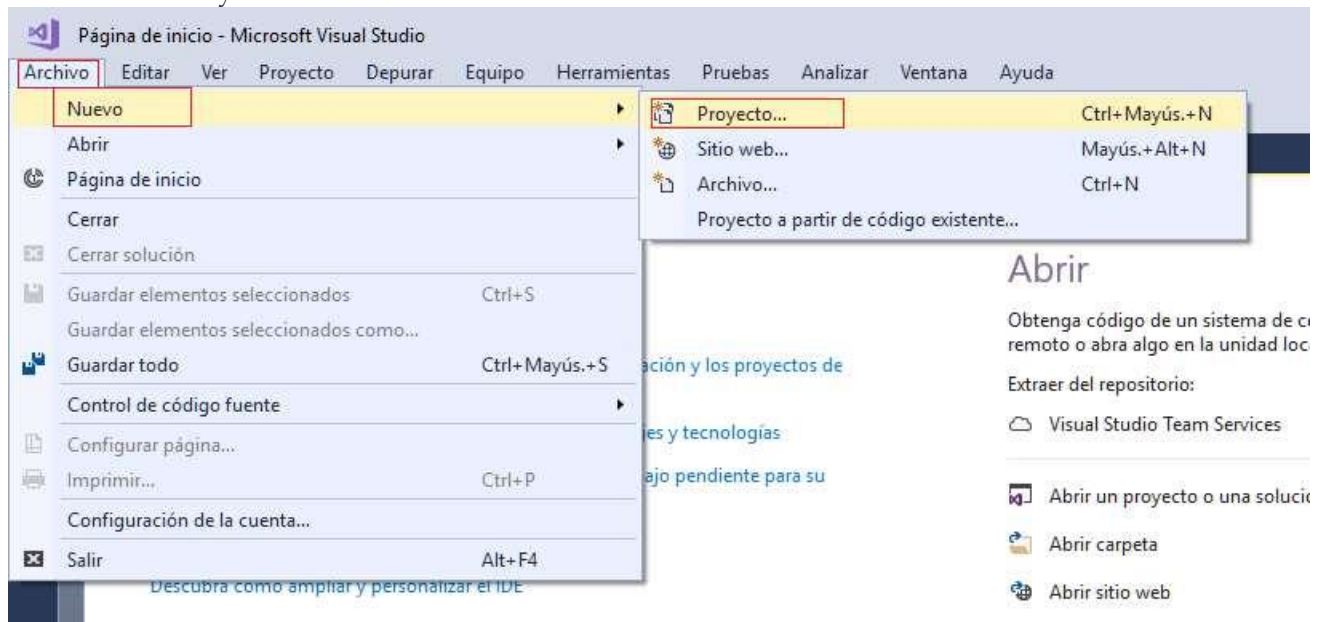 y
Página de inicio - Microsoft Visual Studio
Archivo Editar Ver Proyecto Depurar Equipo Herramientas Pruebas Analizar Ventana Ayuda
Nuevo
Abrir
Página de inicio
Cerrar
Cerrar solución
Guardar elementos seleccionados Ctrl+S
Guardar elementos seleccionados como...
Guardar todo Ctrl+Mayús.+S
Control de código fuente
Configurar página...
Imprimir... Ctrl+P
Configuración de la cuenta...
Salir Alt+F4
Proyecto... Ctrl+Mayús.+N
Sitio web... Mayús.+Alt+N
Archivo... Ctrl+N
Proyecto a partir de código existente...
ación y los proyectos de
jes y tecnologías
ajo pendiente para su
Descubra cómo ampliar y personalizar el IDE
Abrir
Obtenga código de un sistema de c
remoto o abra algo en la unidad loc
Extraer del repositorio:
Visual Studio Team Services
Abrir un proyecto o una soluci
Abrir carpeta
Abrir sitio web